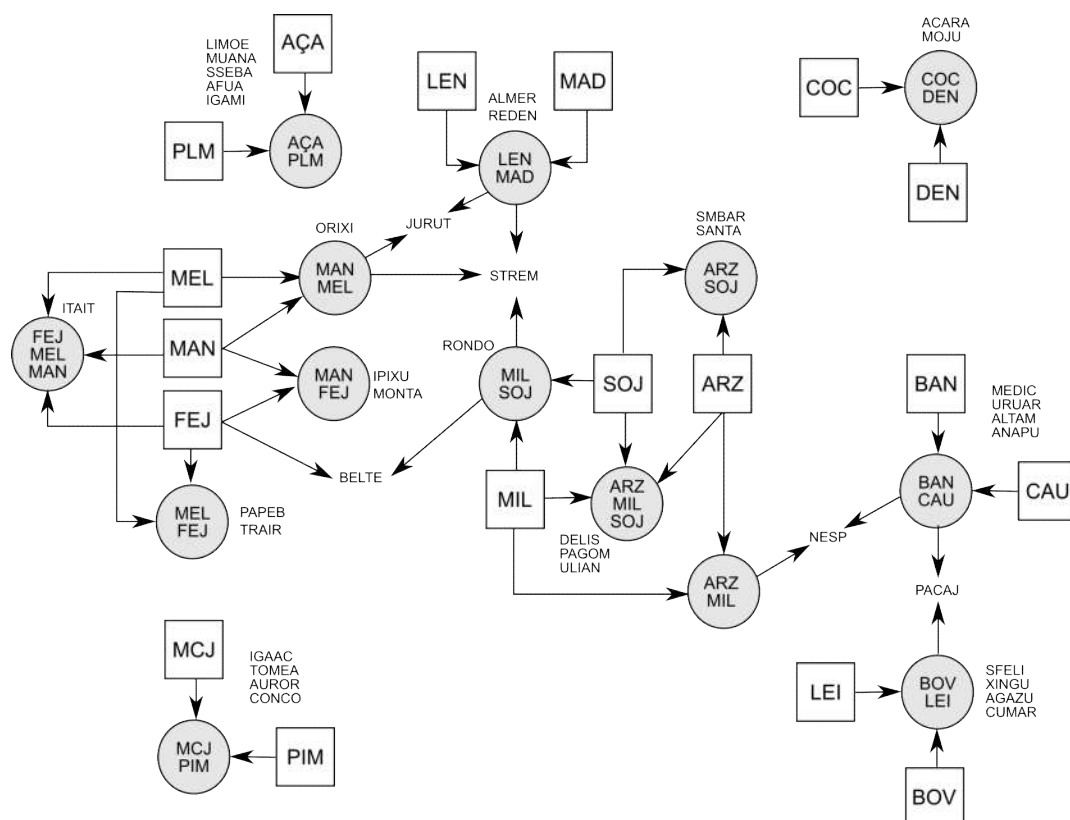 LIMOE
MUANA
SSEBA
AFUA
IGAMI
AÇA
PLM
AÇA
PLM
LEN
MAD
ALMER
REDEN
LEN
MAD
ACARA
MOJU
COC
COC
DEN
DEN
JURUT
ORIXI
MEL
MAN
MEL
STREM
SMBAR
SANTA
ARZ
SOJ
ITAIT
FEJ
MEL
MAN
MAN
RONDO
MAN
FEJ
IPIXU
MONTA
MIL
SOJ
SOJ
ARZ
BAN
MEDIC
URUAR
ALTAM
ANAPU
FEJ
BELTE
MEL
FEJ
PAPEB
TRAIR
MIL
ARZ
MIL
SOJ
DELIS
PAGOM
ULIAN
BAN
CAU
CAU
NESP
ARZ
MIL
PACAJ
MCJ
IGAAC
TOMEA
AUROR
CONCO
MCJ
PIM
PIM
LEI
BOV
LEI
SFELI
XINGU
AGAZU
CUMAR
BOV